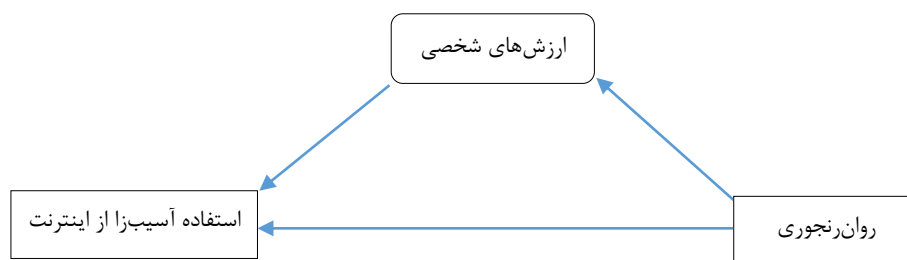 ارزش‌های شخصی
روان‌رنجوری
استفاده آسیب‌زا از اینترنت